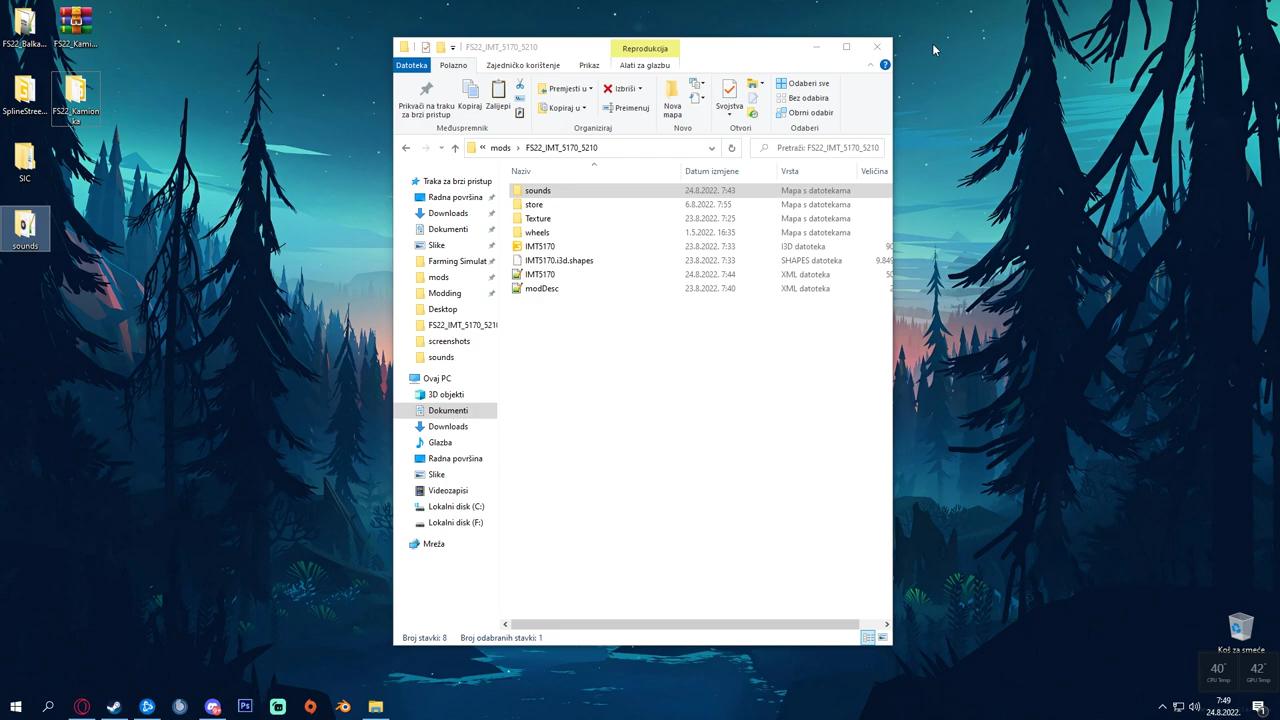 FS22_Balka...
FS22_Kami...
SplineStree...
FS22_Kamion
ka
SIC
sounds
FS22_IMT_5170_5210
Reprodukcija
Datoteka
Polazno
Zajedničko korištenje
Prikaz
Alati za glazbu
Prikvači na traku
za brzi pristup
Kopiraj
Zalijepi
Premjesti u
Kopiraj u
Izbriši
Preimenuj
Nova
mapa
Svojstva
Odaberi sve
Bez odabira
Obrni odabir
Međuspremnik
Organiziraj
Novo
Otvori
Odaberi
mods
FS22_IMT_5170_5210
Pretraži: FS22_IMT_5170_5210
Naziv
Datum izmjene
Vrsta
Veličina
sounds 24.8.2022. 7:43 Mapa s datotekama
store 6.8.2022. 7:55 Mapa s datotekama
Texture 23.8.2022. 7:25 Mapa s datotekama
wheels 1.5.2022. 16:35 Mapa s datotekama
IMT5170 23.8.2022. 7:33 I3D datoteka 90
IMT5170.i3d.shapes 23.8.2022. 7:33 SHAPES datoteka 9.849
IMT5170 24.8.2022. 7:44 XML datoteka 50
modDesc 23.8.2022. 7:40 XML datoteka
Traka za brzi pristup
Radna površina
Downloads
Dokumenti
Slike
Farming Simulat
mods
Modding
Desktop
FS22_IMT_5170_5210
screenshots
sounds
Ovaj PC
3D objekti
Dokumenti
Downloads
Glazba
Radna površina
Slike
Videozapisi
Lokalni disk (C:)
Lokalni disk (F:)
Mreža
Broj stavki: 8
Broj odabranih stavki: 1
Koš za smeće
40°
CPU Temp
42°
GPU Temp
7:49
24.8.2022.